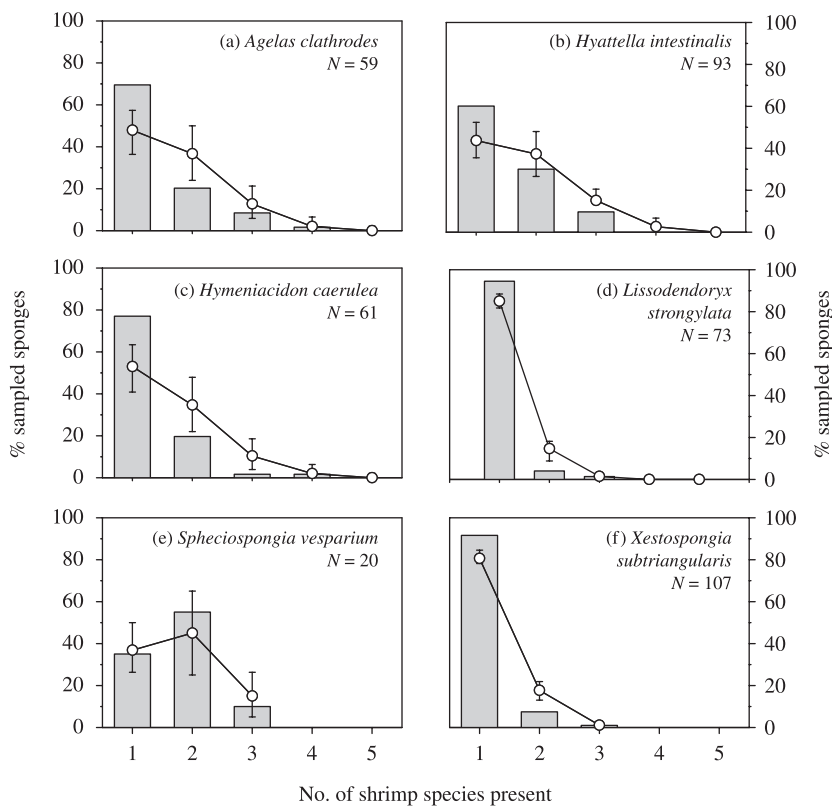 100
80
60
40
20
0
(a) Agelas clathrodes
N = 59
(b) Hyattella intestinalis
N = 93
100
80
60
40
20
0
100
80
60
40
20
0
(c) Hymeniacidon caerulea
N = 61
(d) Lissodendoryx
strongylata
N = 73
100
80
60
40
20
0
% sampled sponges
% sampled sponges
100
80
60
40
20
0
(e) Spheciospongia vesparium
N = 20
(f) Xestospongia
subtriangularis
N = 107
100
80
60
40
20
0
1 2 3 4 5
1 2 3 4 5
No. of shrimp species present